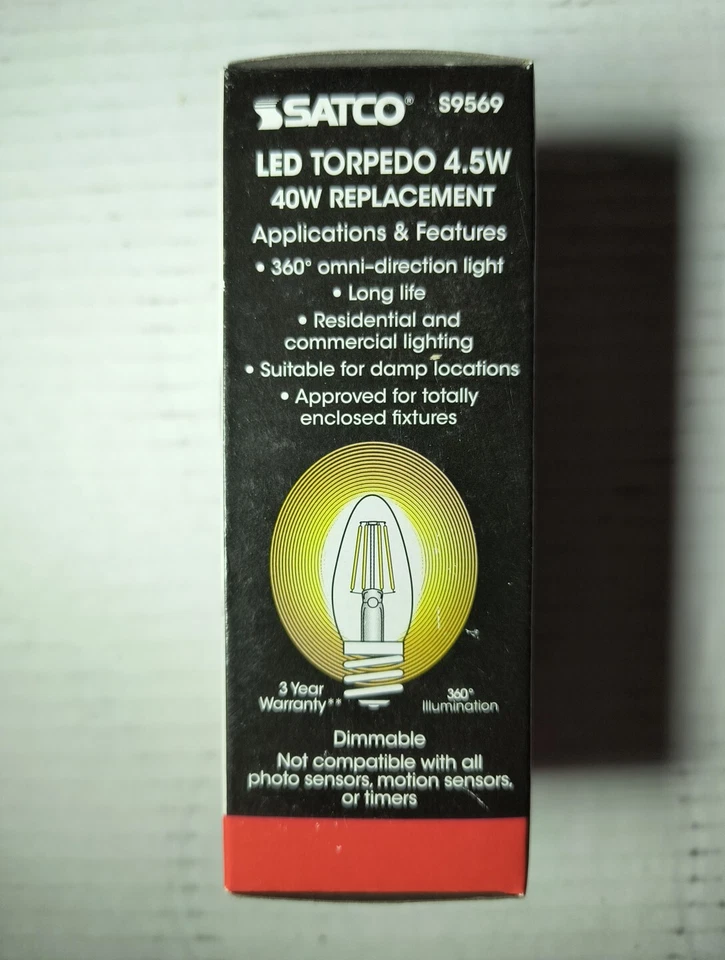 SATCO® S9569
LED TORPEDO 4.5W
40W REPLACEMENT
Applications & Features
• 360° omni-direction light
• Long life
• Residential and
commercial lighting
• Suitable for damp locations
• Approved for totally
enclosed fixtures
3 Year
Warranty**
360°
Illumination
Dimmable
Not compatible with all
photo sensors, motion sensors,
or timers